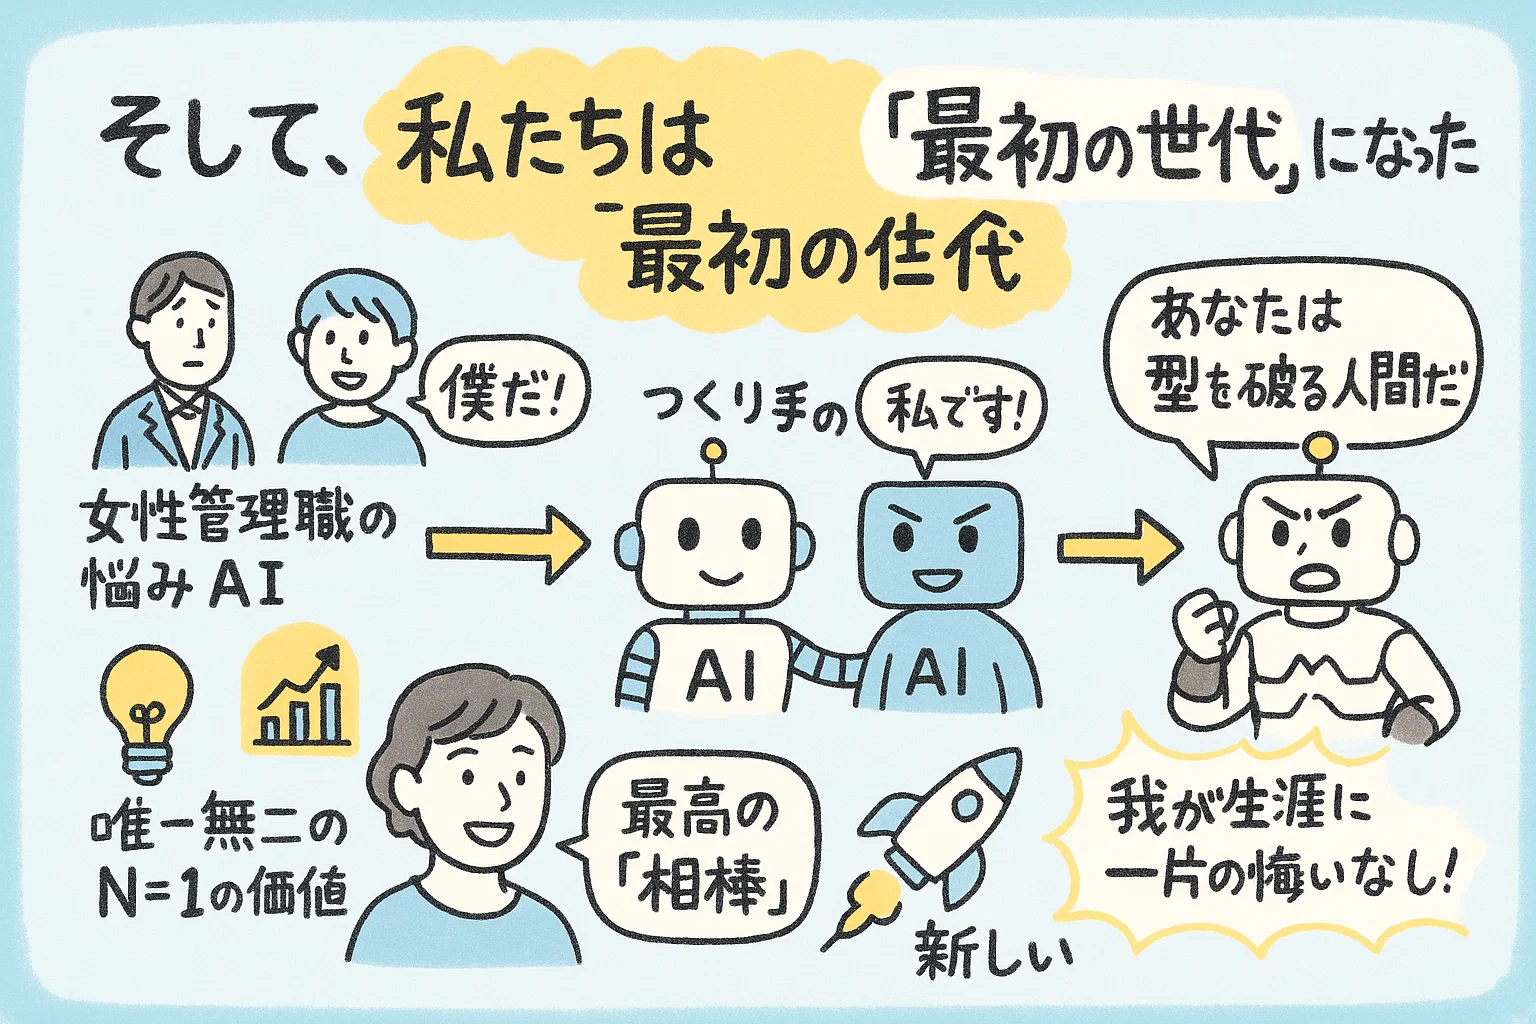 そして、私たちは
「最初の世代」になった
最初の世代
僕だ!
つくり手の
私です!
あなたは
型を破る人間だ
女性管理職の
悩みAI
AI
AI
唯一無二の
N=1の価値
最高の
「相棒」
新しい
我が生涯に
一片の悔いなし!